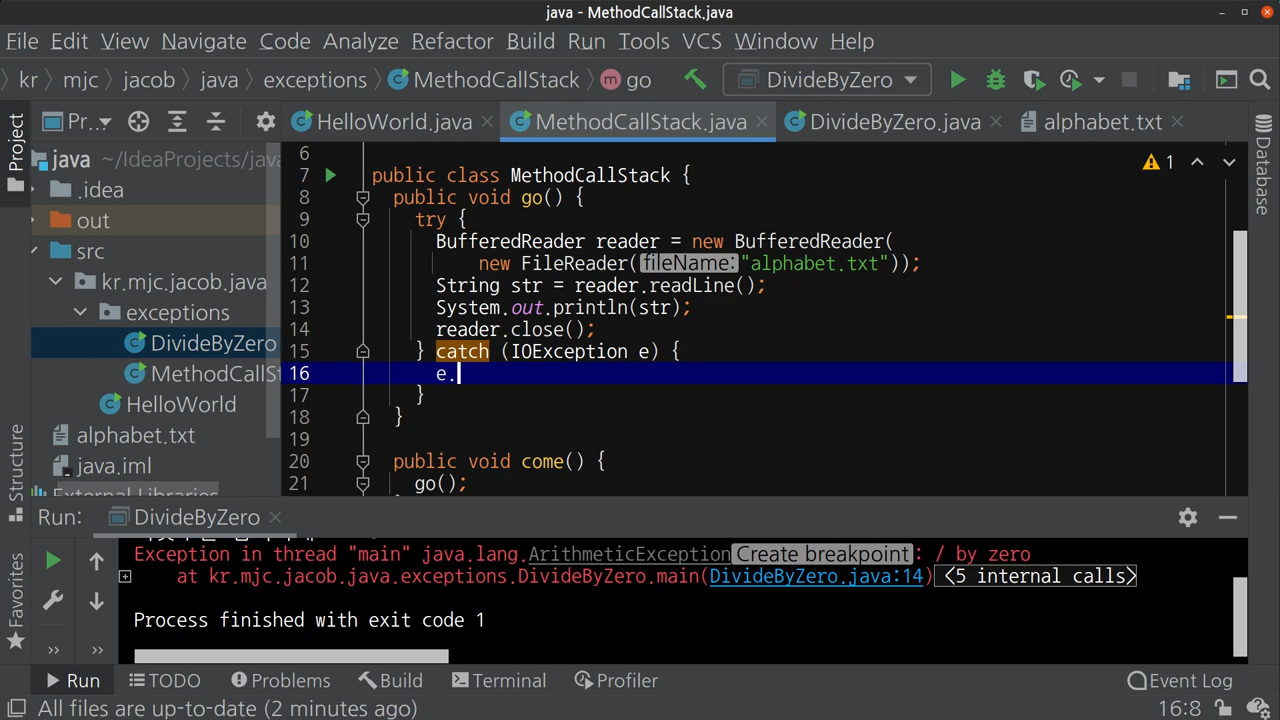 java - MethodCallStack.java
File Edit View Navigate Code Analyze Refactor Build Run Tools VCS Window Help
kr mjc jacob java exceptions MethodCallStack m go DivideByZero
Project Pr... HelloWorld.java MethodCallStack.java DivideByZero.java alphabet.txt Database
java ~/IdeaProjects/java
.idea
out
src
kr.mjc.jacob.java
exceptions
DivideByZero
MethodCallSt
HelloWorld
alphabet.txt
java.iml
External Libraries
6
7 public class MethodCallStack { 1
8 public void go() {
9 try {
10 BufferedReader reader = new BufferedReader(
11 new FileReader( fileName: "alphabet.txt"));
12 String str = reader.readLine();
13 System.out.println(str);
14 reader.close();
15 } catch (IOException e) {
16 e.
17 }
18 }
19
20 public void come() {
21 go();
Structure
Favorites
Run: DivideByZero
Exception in thread "main" java.lang.ArithmeticException Create breakpoint : / by zero
at kr.mjc.jacob.java.exceptions.DivideByZero.main(DivideByZero.java:14) <5 internal calls>
Process finished with exit code 1
Run TODO Problems Build Terminal Profiler Event Log
All files are up-to-date (2 minutes ago) 16:8